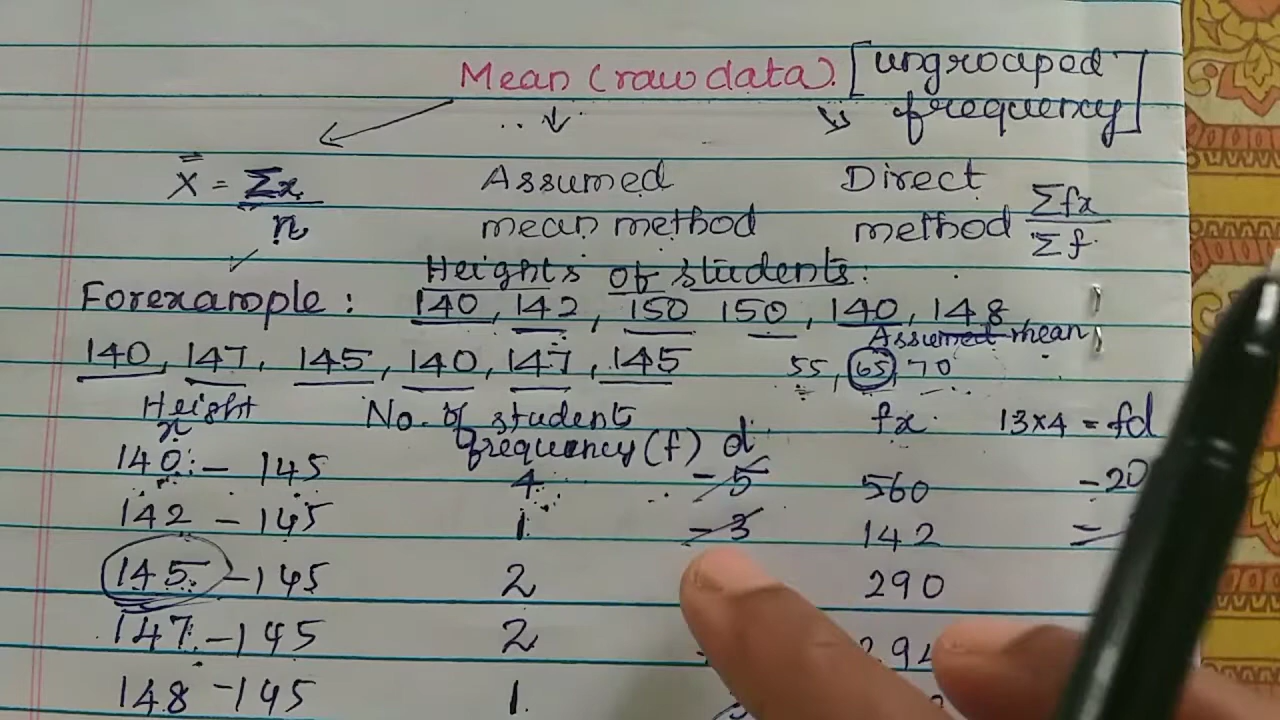 Mean (raw data). [ungrouped frequency]
x̄ = Σx/n
Assumed mean method
Direct method Σfx/Σf
Heights of students:
For example: 140, 142, 150 150, 140, 148,
Assumed mean
140, 147, 145, 140, 147, 145 55, 65, 70
Height x No. of students frequency (f) d fx 13x4 = fd
140 - 145 4 -5 560 -20
142 - 145 1 -3 142
145 - 145 2 290
147 - 145 2
148 - 145 1